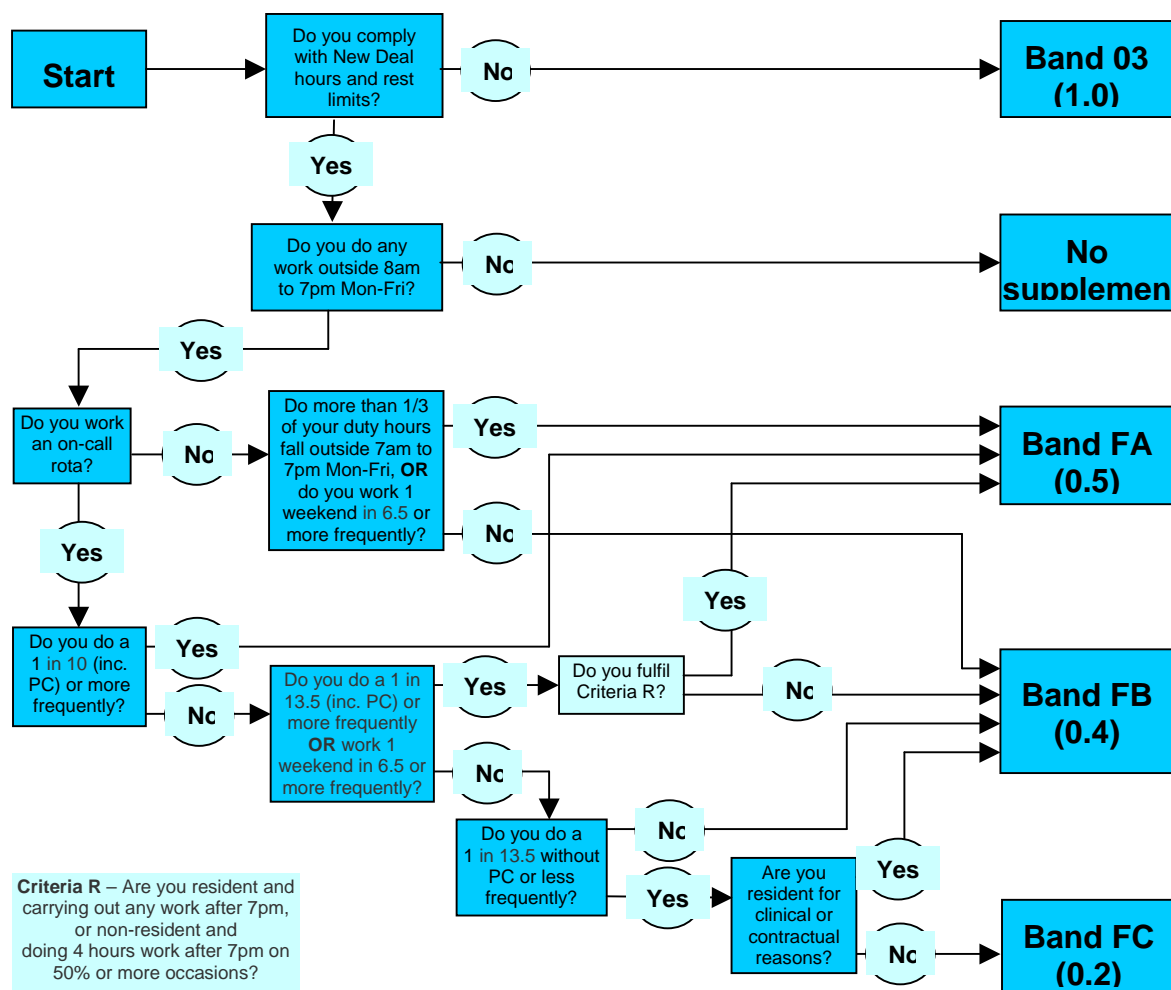 Start
Do you comply
with New Deal
hours and rest
limits?
No
Band 03
(1.0)
Yes
Do you do any
work outside 8am
to 7pm Mon-Fri?
No
No
supplemen
Yes
Do you work
an on-call
rota?
No
Do more than 1/3
of your duty hours
fall outside 7am to
7pm Mon-Fri, OR
do you work 1
weekend in 6.5 or
more frequently?
Yes
No
Band FA
(0.5)
Yes
Do you do a
1 in 10 (inc.
PC) or more
frequently?
Yes
No
Do you do a 1 in
13.5 (inc. PC) or
more frequently
OR work 1
weekend in 6.5 or
more frequently?
Yes
Do you fulfil
Criteria R?
Yes
No
Band FB
(0.4)
No
Do you do a
1 in 13.5 without
PC or less
frequently?
No
Yes
Are you
resident for
clinical or
contractual
reasons?
Yes
No
Band FC
(0.2)
Criteria R – Are you resident and
carrying out any work after 7pm,
or non-resident and
doing 4 hours work after 7pm on
50% or more occasions?